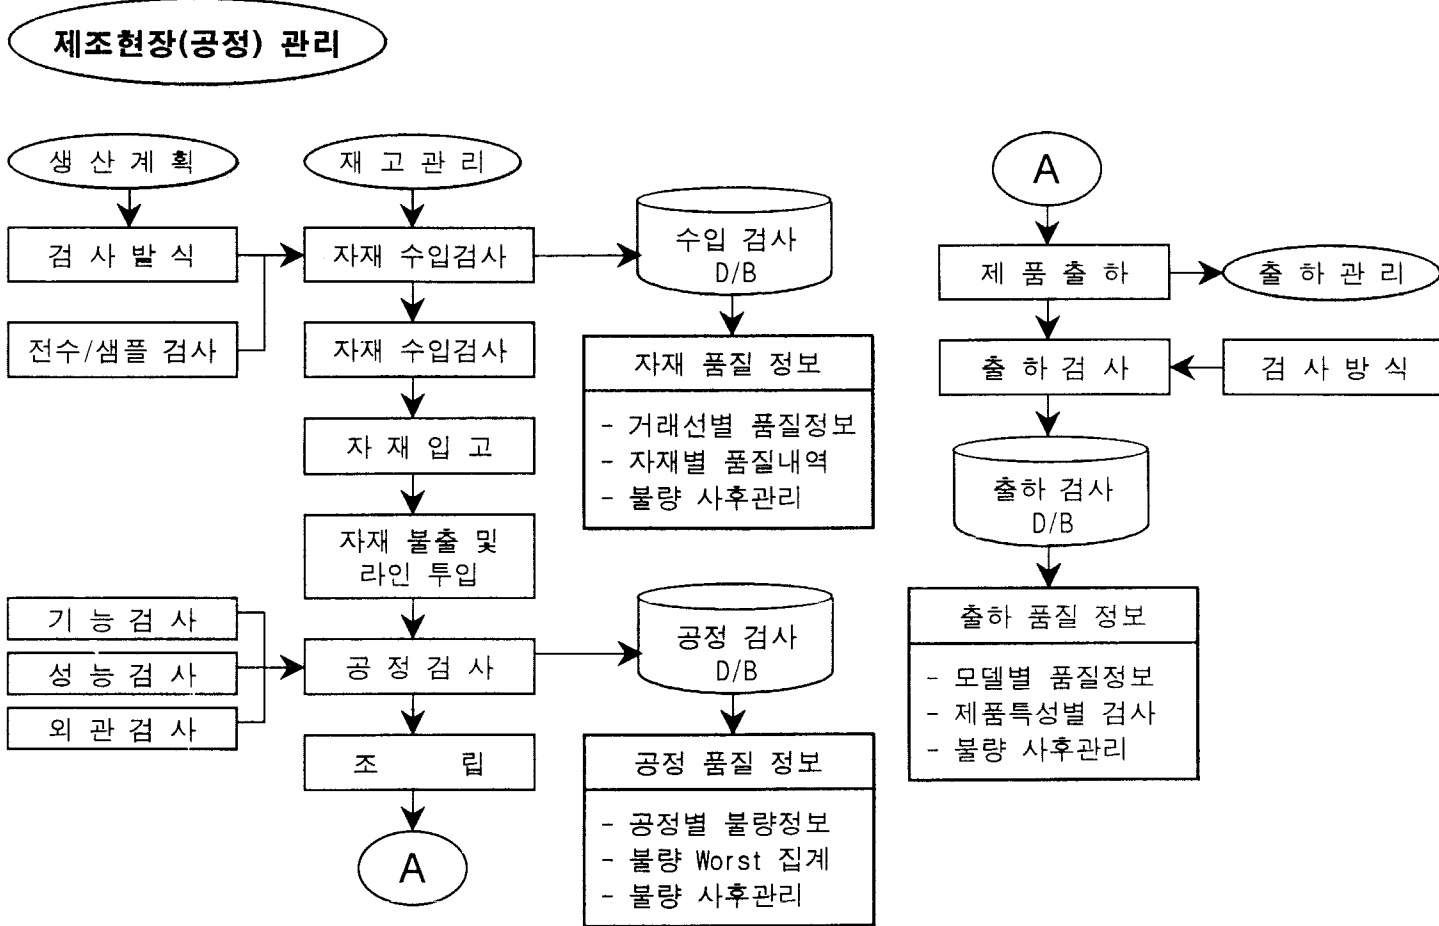 제조현장(공정) 관리
생 산 계 획
검 사 발 식
전수/샘플 검사
재 고 관 리
자재 수입검사
자재 수입검사
자 재 입 고
자재 불출 및
라인 투입
기 능 검 사
성 능 검 사
외 관 검 사
공 정 검 사
조 립
A
수입 검사
D/B
자재 품질 정보
- 거래선별 품질정보
- 자재별 품질내역
- 불량 사후관리
공정 검사
D/B
공정 품질 정보
- 공정별 불량정보
- 불량 Worst 집계
- 불량 사후관리
A
제 품 출 하
출 하 관 리
출 하 검 사
검 사 방 식
출하 검사
D/B
출하 품질 정보
- 모델별 품질정보
- 제품특성별 검사
- 불량 사후관리